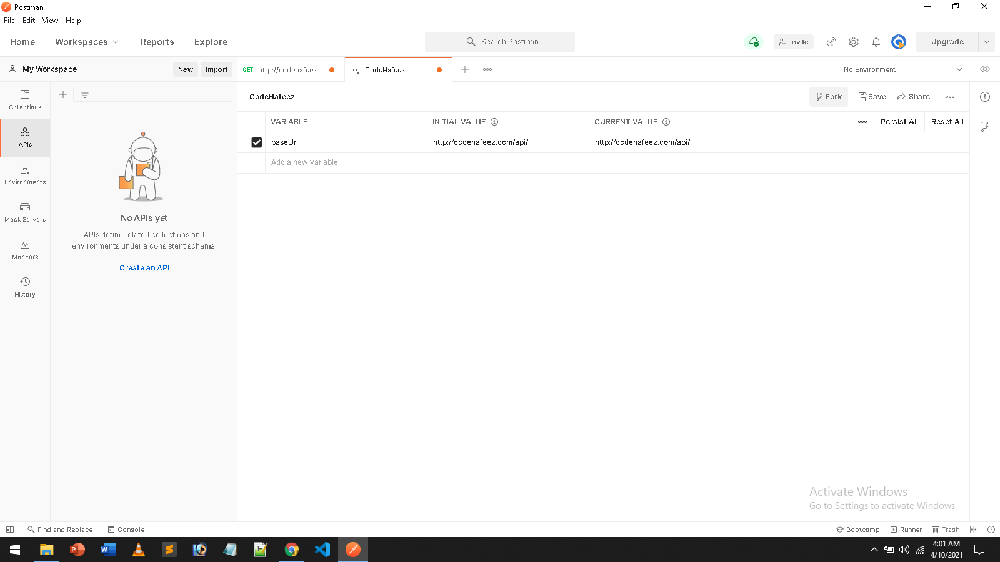 Postman
File Edit View Help
Home Workspaces Reports Explore
Search Postman
Invite
Upgrade
My Workspace New Import
GET http://codehafeez... CodeHafeez
No Environment
Collections
APIs
Environments
Mock Servers
Monitors
History
No APIs yet
APIs define related collections and
environments under a consistent schema.
Create an API
CodeHafeez Fork Save Share
VARIABLE INITIAL VALUE CURRENT VALUE Persist All Reset All
baseUrl http://codehafeez.com/api/ http://codehafeez.com/api/
Add a new variable
Activate Windows
Go to Settings to activate Windows.
Find and Replace Console Bootcamp Runner Trash
4:01 AM
4/10/2021